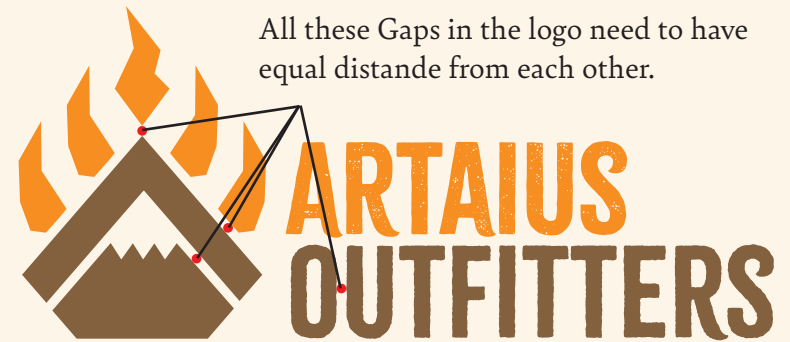 All these Gaps in the logo need to have
equal distande from each other.
ARTAIUS
OUTFITTERS